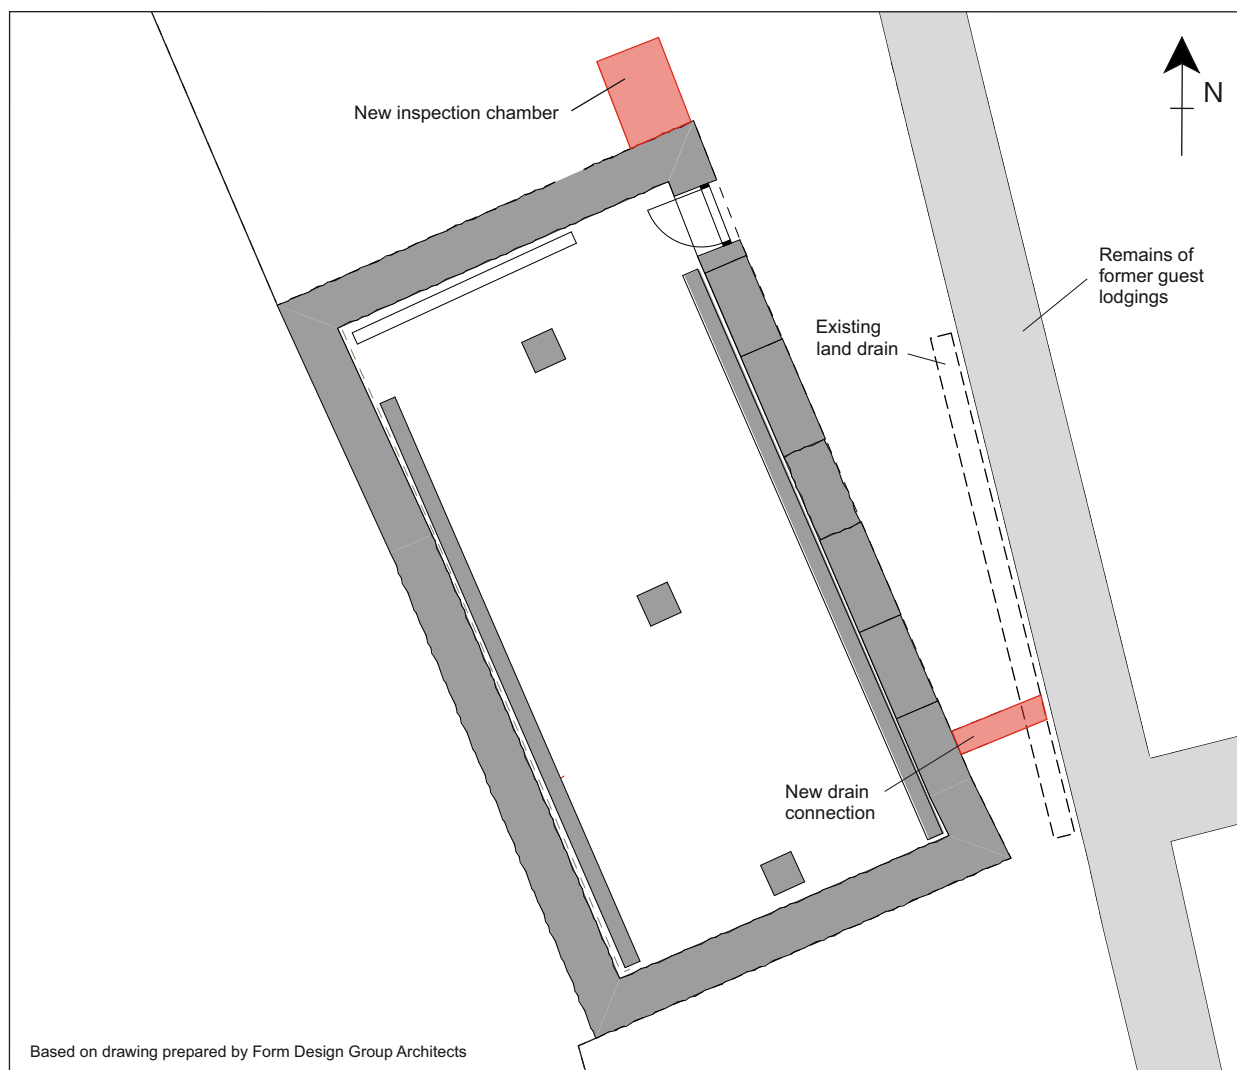 New inspection chamber
N
Remains of
former guest
lodgings
Existing
land drain
New drain
connection
Based on drawing prepared by Form Design Group Architects